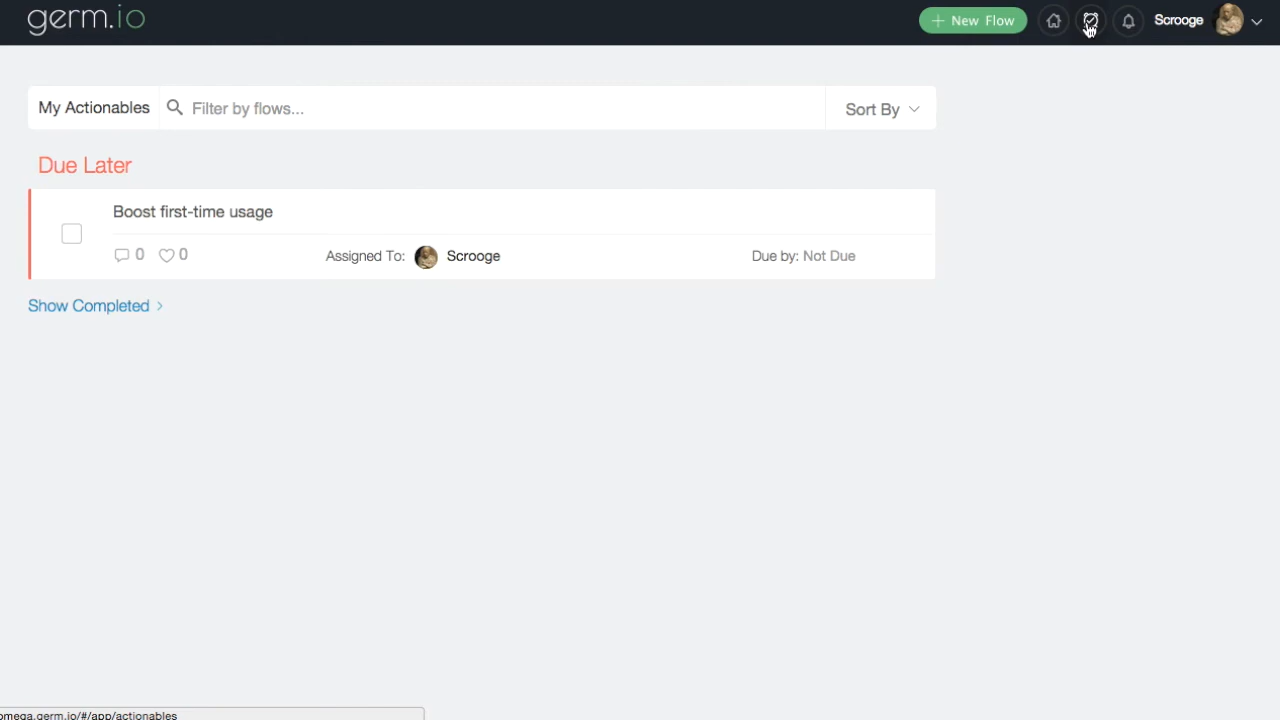 germ.io
+ New Flow
Scrooge
My Actionables
Filter by flows...
Sort By
Due Later
Boost first-time usage
0 0
Assigned To: Scrooge
Due by: Not Due
Show Completed >
omega.germ.io/#/app/actionables